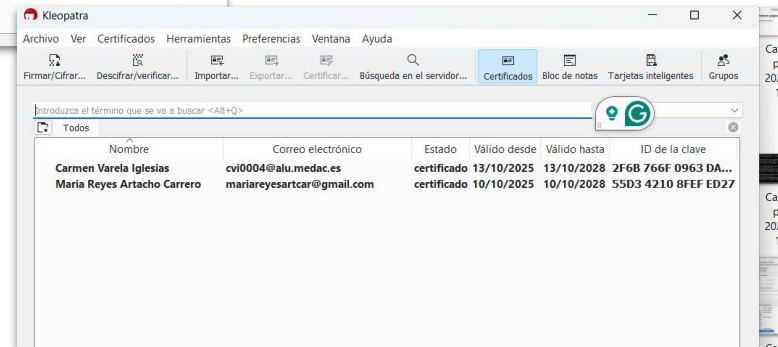 Kleopatra
Archivo Ver Certificados Herramientas Preferencias Ventana Ayuda
Firmar/Cifrar... Descifrar/verificar... Importar... Exportar... Certificar... Búsqueda en el servidor... Certificados Bloc de notas Tarjetas inteligentes Grupos
Introduzca el término que se va a buscar <Alt+Q>
Todos
Nombre Correo electrónico Estado Válido desde Válido hasta ID de la clave
Carmen Varela Iglesias cvi0004@alu.medac.es certificado 13/10/2025 13/10/2028 2F6B 766F 0963 DA...
Maria Reyes Artacho Carrero mariareyesartcar@gmail.com certificado 10/10/2025 10/10/2028 55D3 4210 8FEF ED27